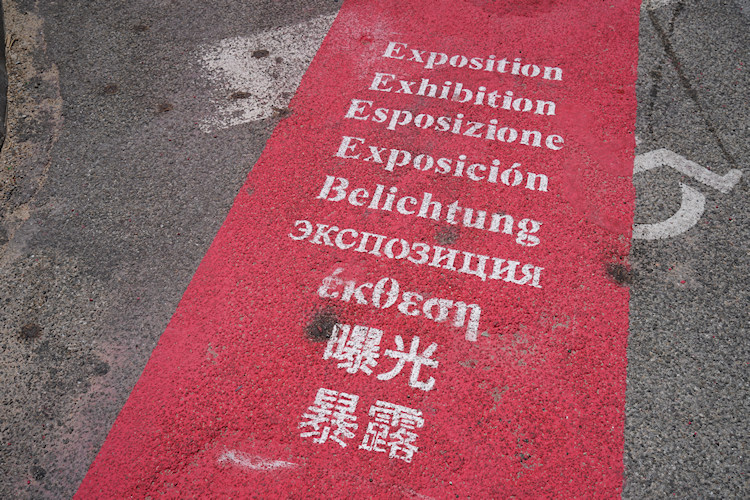 Exposition
Exhibition
Esposizione
Exposición
Belichtung
экспозиция
έκθεση
曝光
暴露